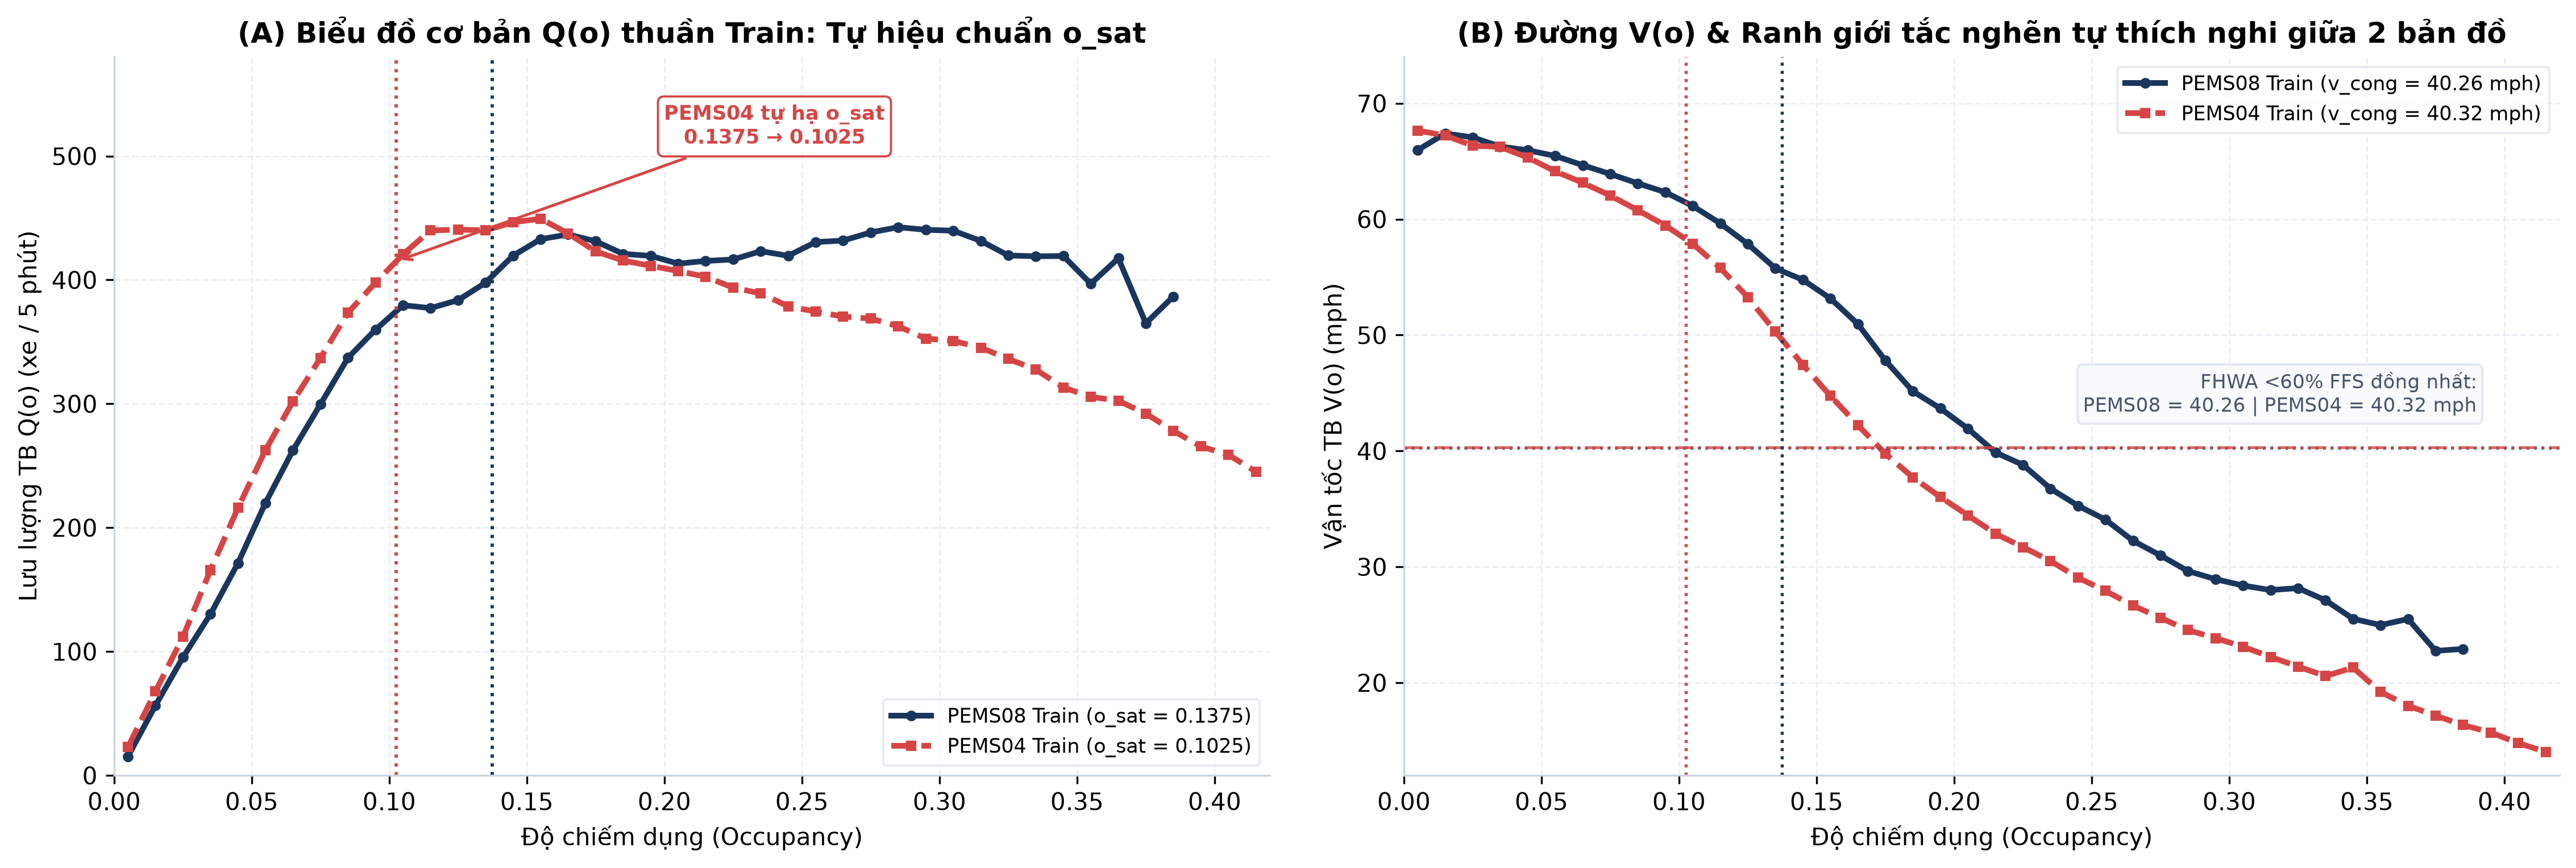 (A) Biểu đồ cơ bản Q(o) thuần Train: Tự hiệu chuẩn o_sat
Lưu lượng TB Q(o) (xe / 5 phút)
500
400
300
200
100
0
PEMS04 tự hạ o_sat
0.1375 → 0.1025
PEMS08 Train (o_sat = 0.1375)
PEMS04 Train (o_sat = 0.1025)
0.00 0.05 0.10 0.15 0.20 0.25 0.30 0.35 0.40
Độ chiếm dụng (Occupancy)
(B) Đường V(o) & Ranh giới tắc nghẽn tự thích nghi giữa 2 bản đồ
Vận tốc TB V(o) (mph)
70
60
50
40
30
20
PEMS08 Train (v_cong = 40.26 mph)
PEMS04 Train (v_cong = 40.32 mph)
FHWA <60% FFS đồng nhất:
PEMS08 = 40.26 | PEMS04 = 40.32 mph
0.00 0.05 0.10 0.15 0.20 0.25 0.30 0.35 0.40
Độ chiếm dụng (Occupancy)